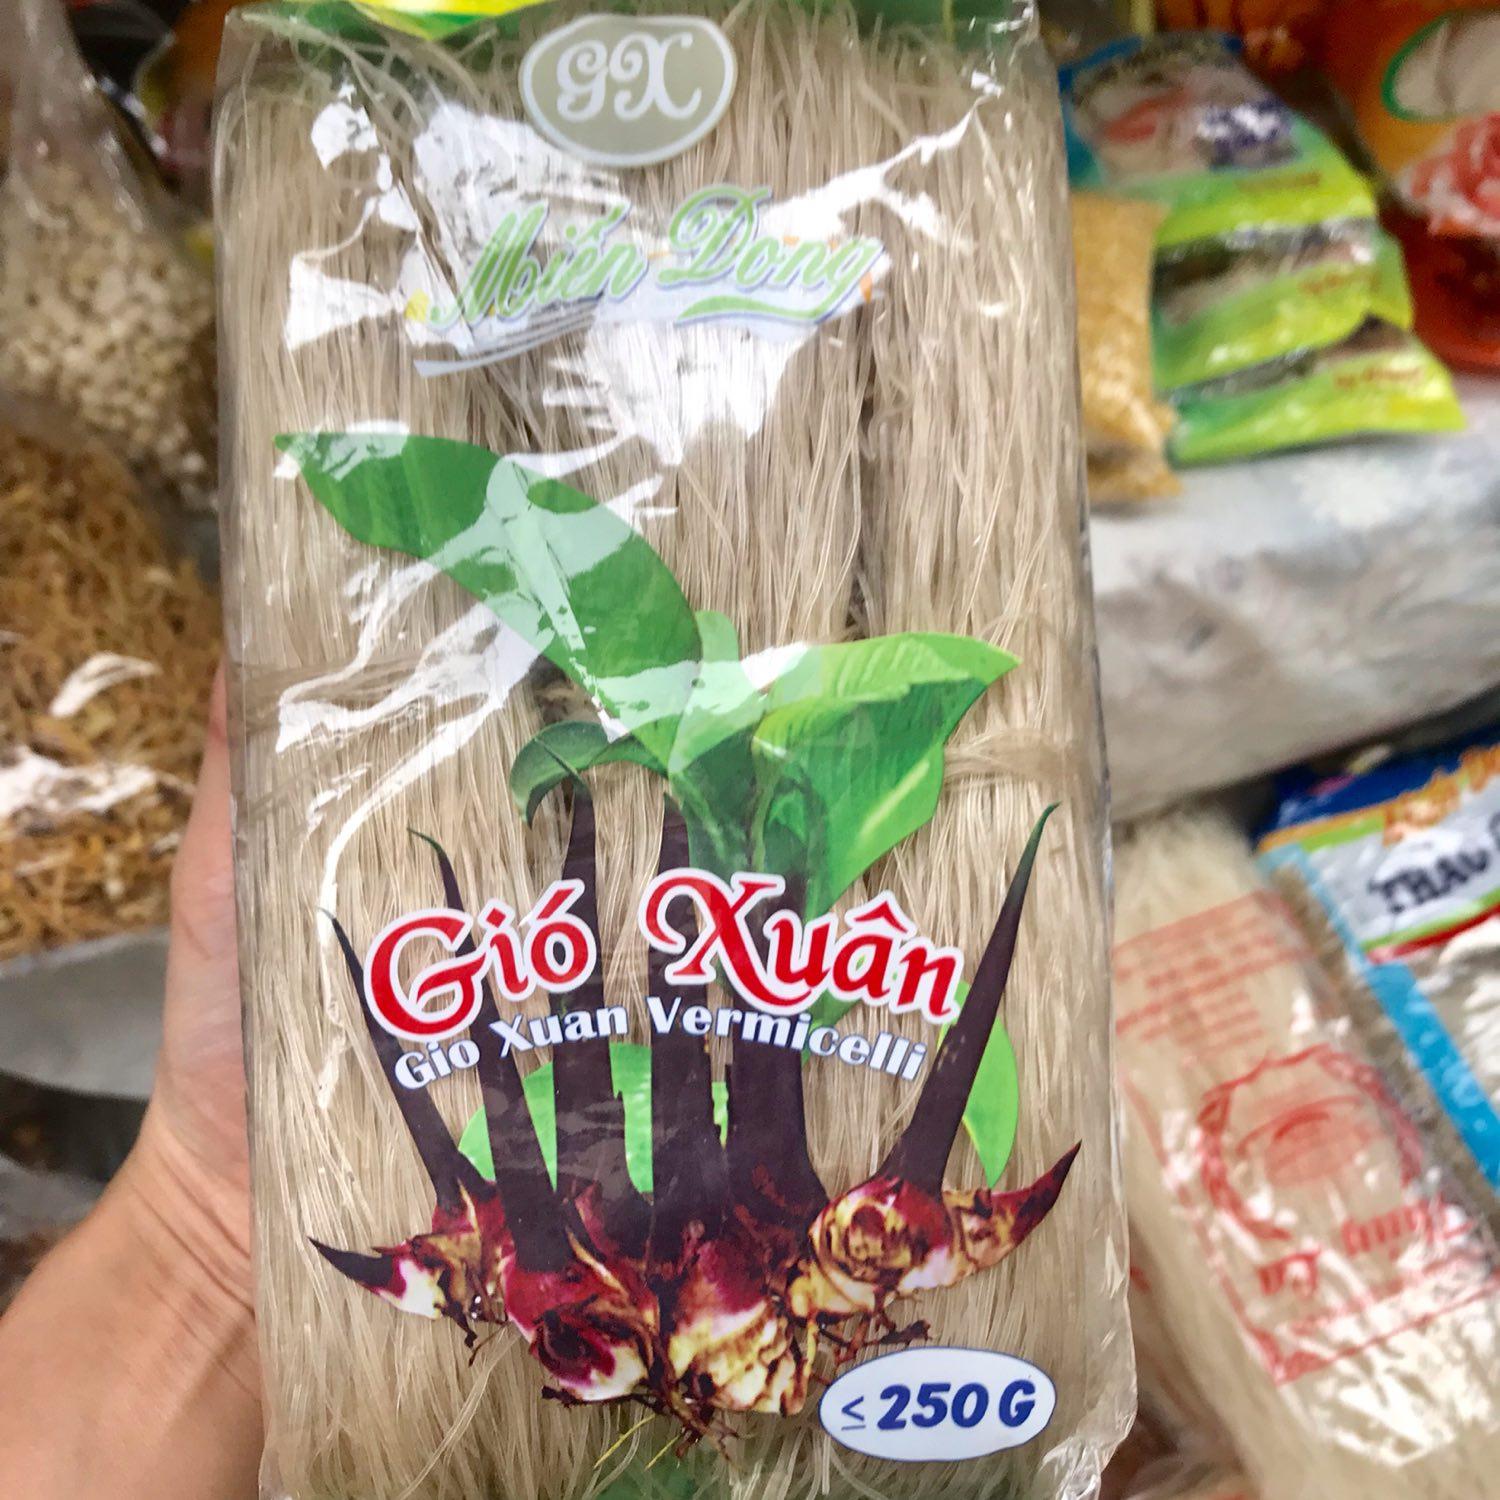 GX
Miến Dong
Gió Xuân
Gio Xuan Vermicelli
≤ 250 G